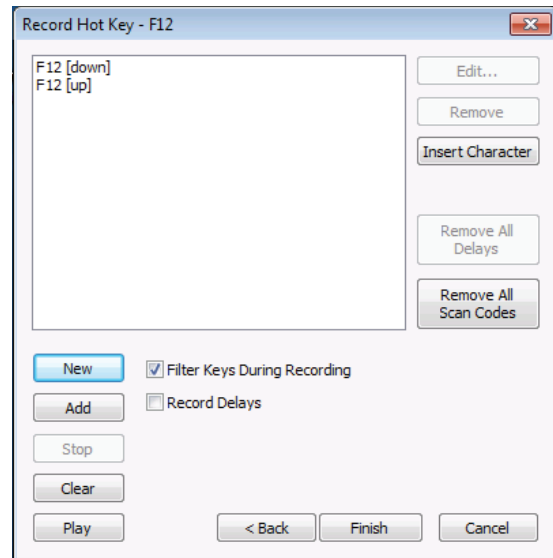 Record Hot Key - F12
F12 [down]
F12 [up]
Edit...
Remove
Insert Character
Remove All
Delays
Remove All
Scan Codes
New
Filter Keys During Recording
Add
Record Delays
Stop
Clear
Play
< Back
Finish
Cancel